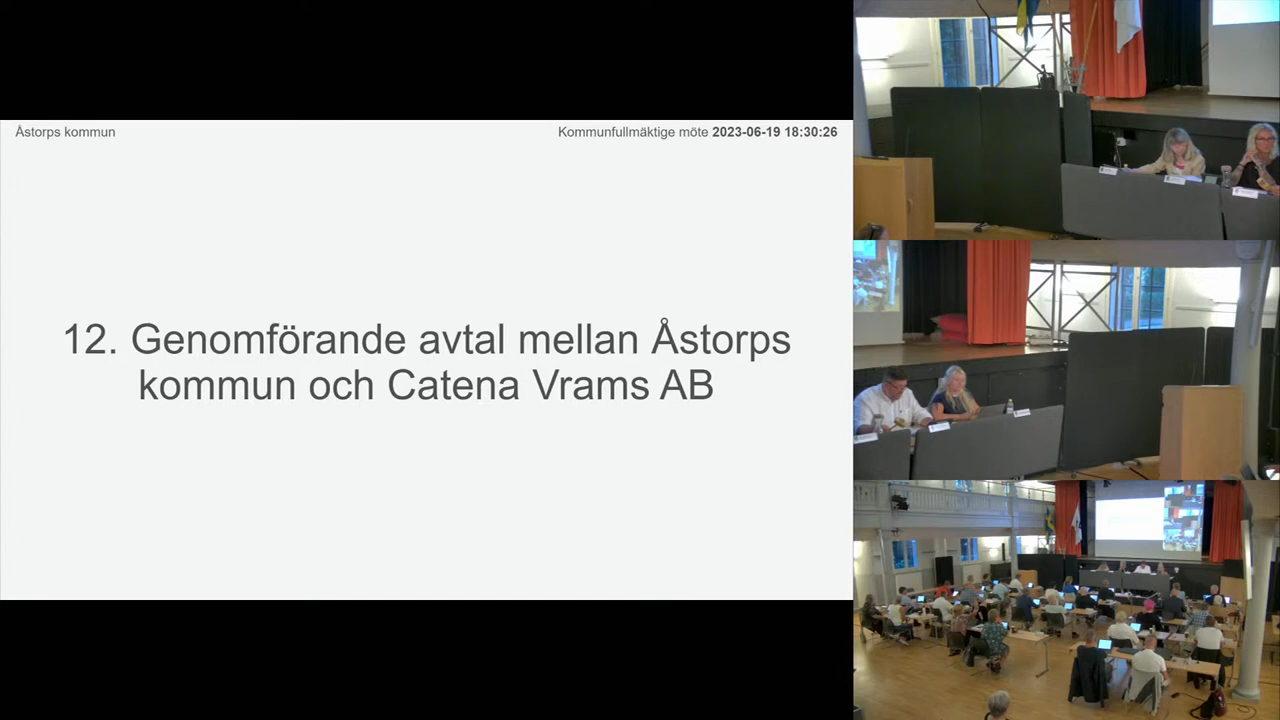 Åstorps kommun
Kommunfullmäktige möte 2023-06-19 18:30:26
12. Genomförande avtal mellan Åstorps
kommun och Catena Vrams AB